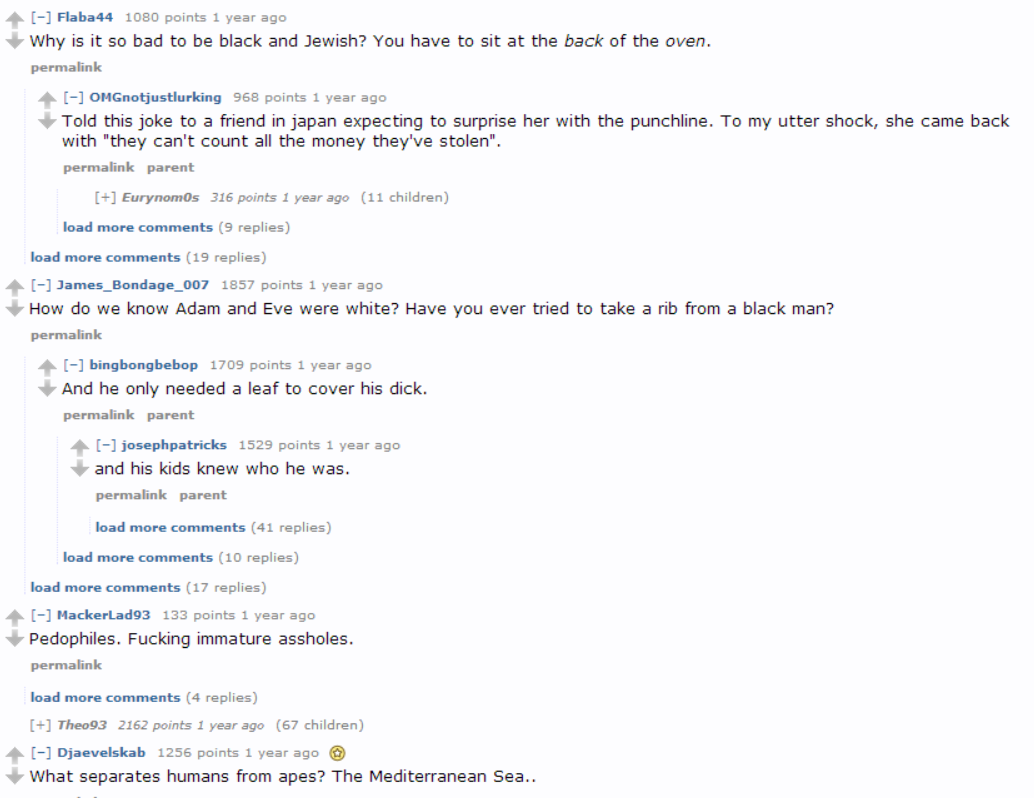 [−] Flaba44 1080 points 1 year ago
Why is it so bad to be black and Jewish? You have to sit at the back of the oven.
permalink
[−] OMGnotjustlurking 968 points 1 year ago
Told this joke to a friend in japan expecting to surprise her with the punchline. To my utter shock, she came back
with "they can't count all the money they've stolen".
permalink parent
[+] Eurynom0s 316 points 1 year ago (11 children)
load more comments (9 replies)
load more comments (19 replies)
[−] James_Bondage_007 1857 points 1 year ago
How do we know Adam and Eve were white? Have you ever tried to take a rib from a black man?
permalink
[−] bingbongbebop 1709 points 1 year ago
And he only needed a leaf to cover his dick.
permalink parent
[−] josephpatricks 1529 points 1 year ago
and his kids knew who he was.
permalink parent
load more comments (41 replies)
load more comments (10 replies)
load more comments (17 replies)
[−] MackerLad93 133 points 1 year ago
Pedophiles. Fucking immature assholes.
permalink
load more comments (4 replies)
[+] Theo93 2162 points 1 year ago (67 children)
[−] Djaevelskab 1256 points 1 year ago
What separates humans from apes? The Mediterranean Sea..